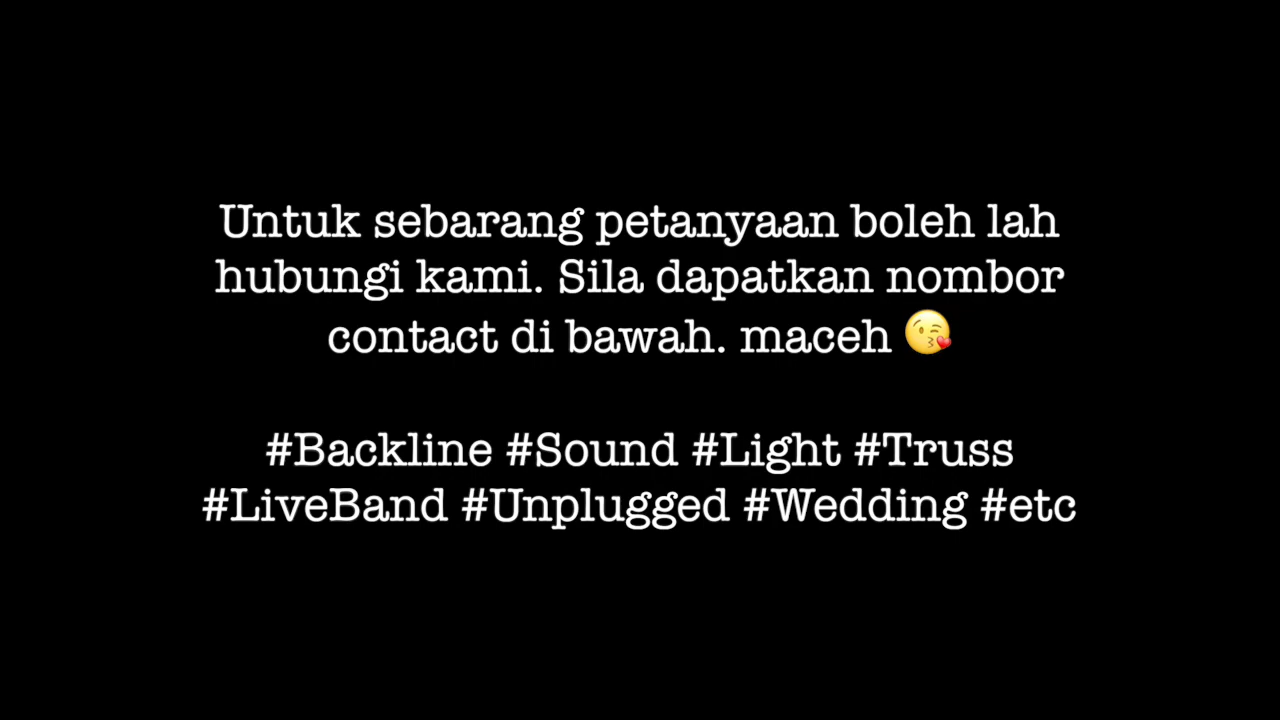 Untuk sebarang petanyaan boleh lah
hubungi kami. Sila dapatkan nombor
contact di bawah. maceh 😘
#Backline #Sound #Light #Truss
#LiveBand #Unplugged #Wedding #etc